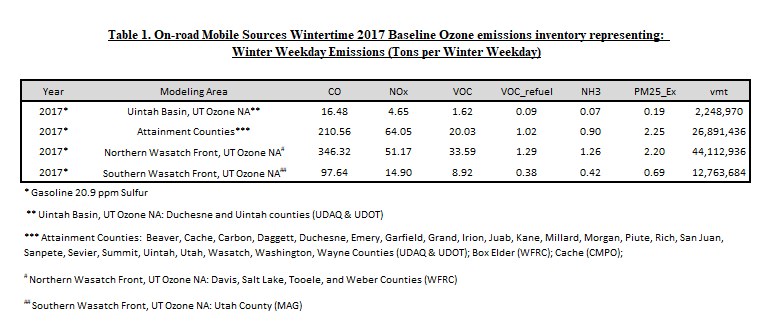 Table 1. On-road Mobile Sources Wintertime 2017 Baseline Ozone emissions inventory representing:
Winter Weekday Emissions (Tons per Winter Weekday)
Year Modeling Area CO NOx VOC VOC_refuel NH3 PM25_Ex vmt
2017* Uintah Basin, UT Ozone NA** 16.48 4.65 1.62 0.09 0.07 0.19 2,248,970
2017* Attainment Counties*** 210.56 64.05 20.03 1.02 0.90 2.25 26,891,436
2017* Northern Wasatch Front, UT Ozone NA# 346.32 51.17 33.59 1.29 1.26 2.20 44,112,936
2017* Southern Wasatch Front, UT Ozone NA## 97.64 14.90 8.92 0.38 0.42 0.69 12,763,684
* Gasoline 20.9 ppm Sulfur
** Uintah Basin, UT Ozone NA: Duchesne and Uintah counties (UDAQ & UDOT)
*** Attainment Counties: Beaver, Cache, Carbon, Daggett, Duchesne, Emery, Garfield, Grand, Irion, Juab, Kane, Millard, Morgan, Piute, Rich, San Juan,
Sanpete, Sevier, Summit, Uintah, Utah, Wasatch, Washington, Wayne Counties (UDAQ & UDOT); Box Elder (WFRC); Cache (CMPO);
# Northern Wasatch Front, UT Ozone NA: Davis, Salt Lake, Tooele, and Weber Counties (WFRC)
## Southern Wasatch Front, UT Ozone NA: Utah County (MAG)